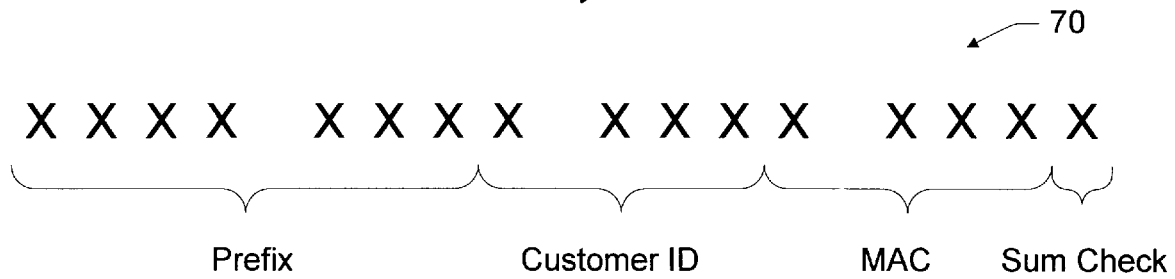 70
X X X X X X X X X X X X X X X X
Prefix Customer ID MAC Sum Check